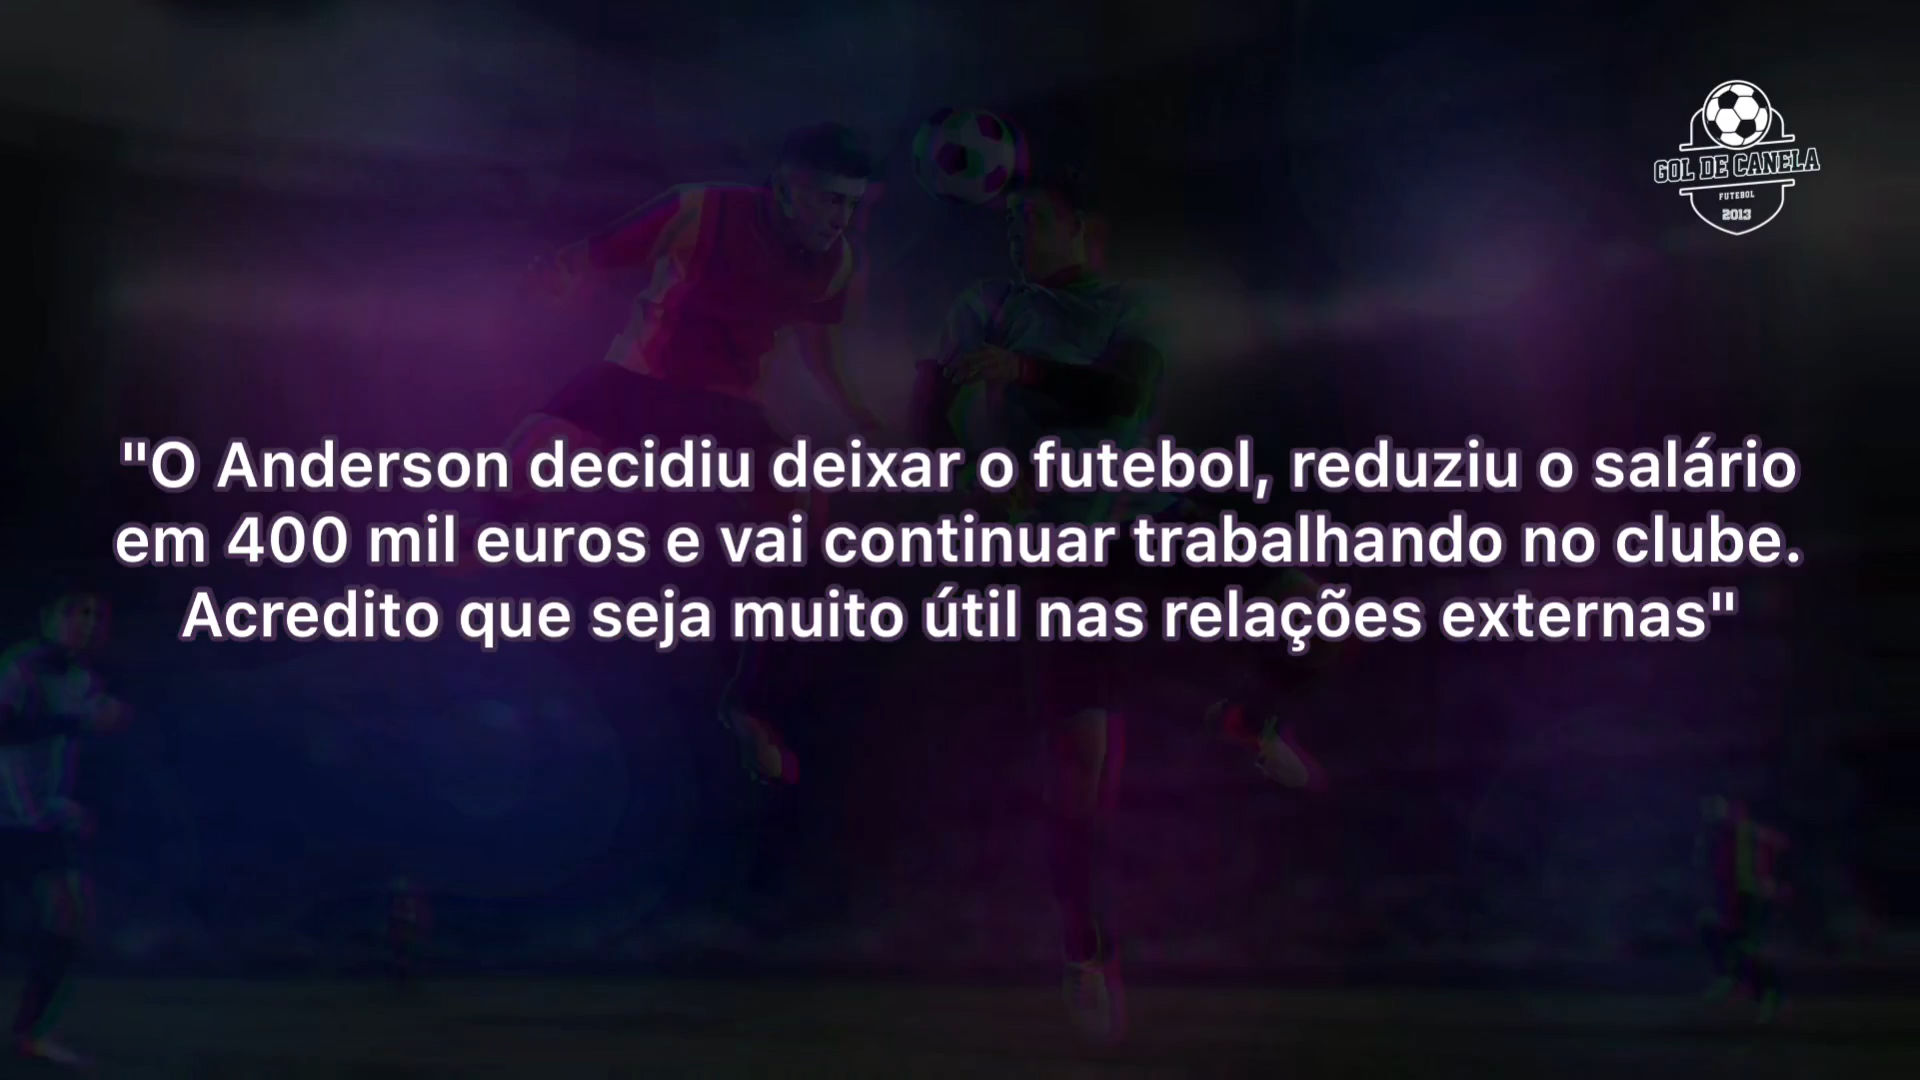 GOL DE CANELA
FUTEBOL
2013
"O Anderson decidiu deixar o futebol, reduziu o salário
em 400 mil euros e vai continuar trabalhando no clube.
Acredito que seja muito útil nas relações externas"